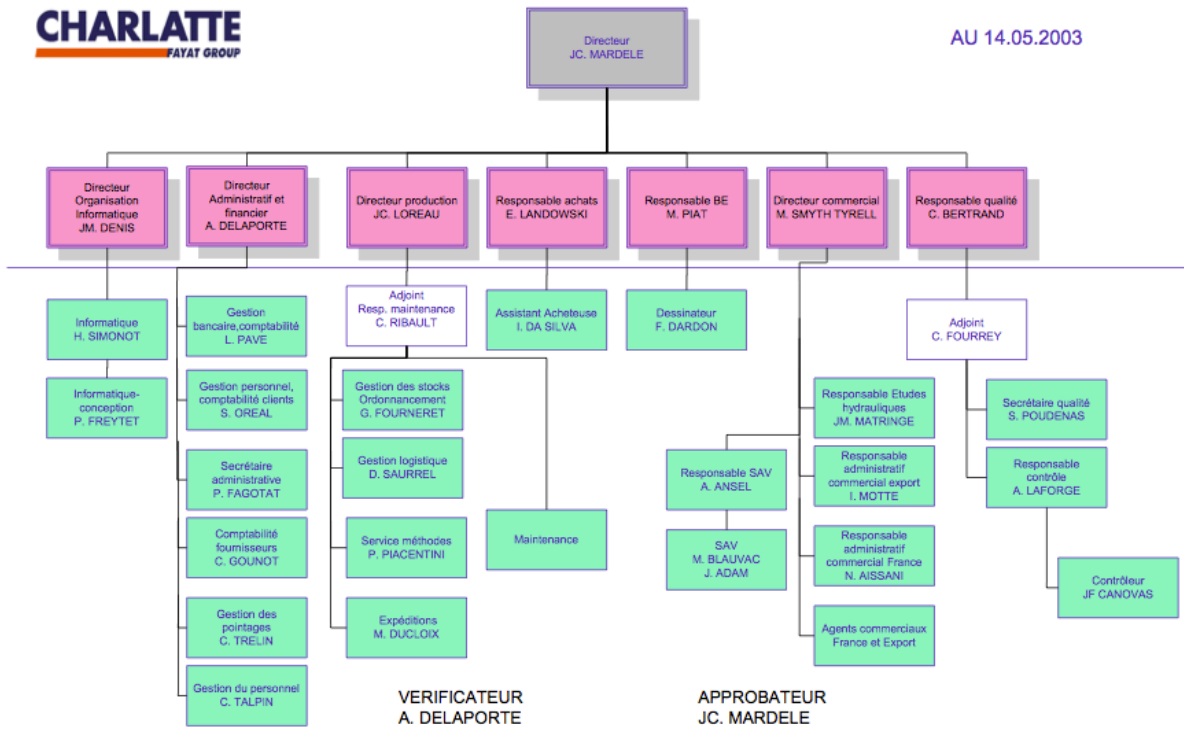 CHARLATTE
FAYAT GROUP
Directeur
JC. MARDELE
AU 14.05.2003
Directeur
Organisation
Informatique
JM. DENIS
Directeur
Administratif et
financier
A. DELAPORTE
Directeur production
JC. LOREAU
Responsable achats
E. LANDOWSKI
Responsable BE
M. PIAT
Directeur commercial
M. SMYTH TYRELL
Responsable qualité
C. BERTRAND
Informatique
H. SIMONOT
Informatique-
conception
P. FREYTET
Gestion
bancaire,comptabilité
L. PAVE
Gestion personnel,
comptabilité clients
S. OREAL
Secrétaire
administrative
P. FAGOTAT
Comptabilité
fournisseurs
C. GOUNOT
Gestion des
pointages
C. TRELIN
Gestion du personnel
C. TALPIN
Adjoint
Resp. maintenance
C. RIBAULT
Gestion des stocks
Ordonnancement
G. FOURNERET
Gestion logistique
D. SAURREL
Service méthodes
P. PIACENTINI
Expéditions
M. DUCLOIX
Maintenance
Assistant Acheteuse
I. DA SILVA
Dessinateur
F. DARDON
Responsable SAV
A. ANSEL
SAV
M. BLAUVAC
J. ADAM
Responsable Etudes
hydrauliques
JM. MATRINGE
Responsable
administratif
commercial export
I. MOTTE
Responsable
administratif
commercial France
N. AISSANI
Agents commerciaux
France et Export
Adjoint
C. FOURREY
Secrétaire qualité
S. POUDENAS
Responsable
contrôle
A. LAFORGE
Contrôleur
JF CANOVAS
VERIFICATEUR
A. DELAPORTE
APPROBATEUR
JC. MARDELE